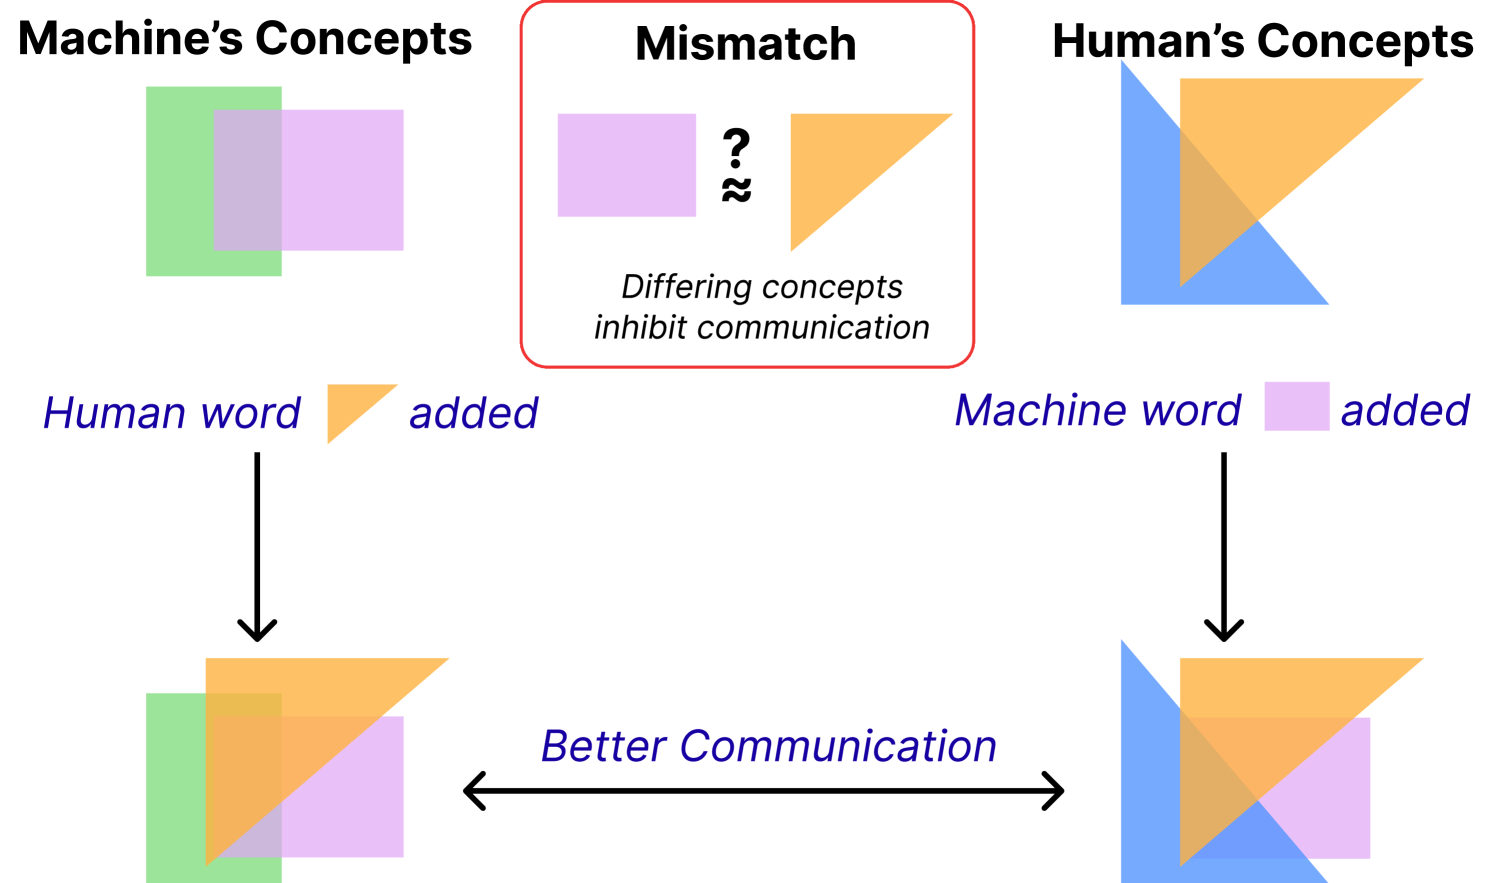 Machine’s Concepts
Mismatch
Human’s Concepts
?
≈
Differing concepts
inhibit communication
Human word added
Machine word added
Better Communication